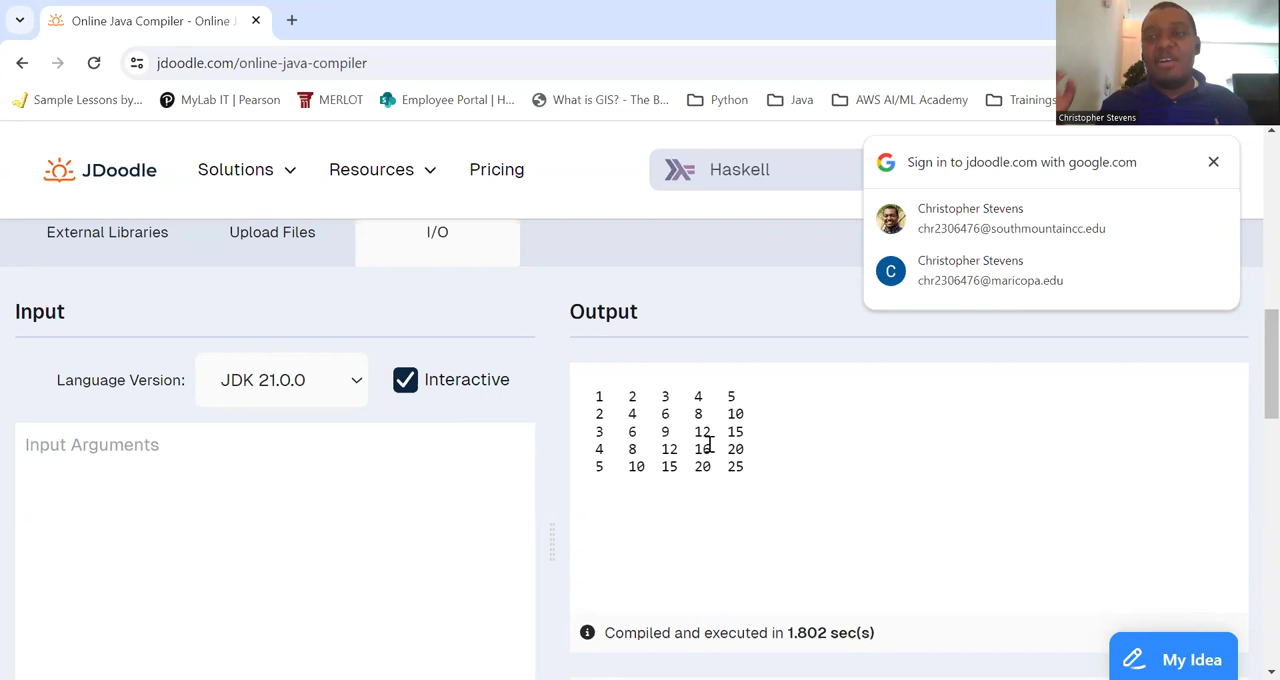 Online Java Compiler - Online J
jdoodle.com/online-java-compiler
Sample Lessons by...
MyLab IT | Pearson
MERLOT
Employee Portal | H...
What is GIS? - The B...
Python
Java
AWS AI/ML Academy
Trainings
Christopher Stevens
JDoodle
Solutions
Resources
Pricing
Haskell
Sign in to jdoodle.com with google.com
Christopher Stevens
chr2306476@southmountaincc.edu
C
Christopher Stevens
chr2306476@maricopa.edu
External Libraries
Upload Files
I/O
Input
Output
Language Version:
JDK 21.0.0
Interactive
Input Arguments
1 2 3 4 5
2 4 6 8 10
3 6 9 12 15
4 8 12 16 20
5 10 15 20 25
Compiled and executed in 1.802 sec(s)
My Idea